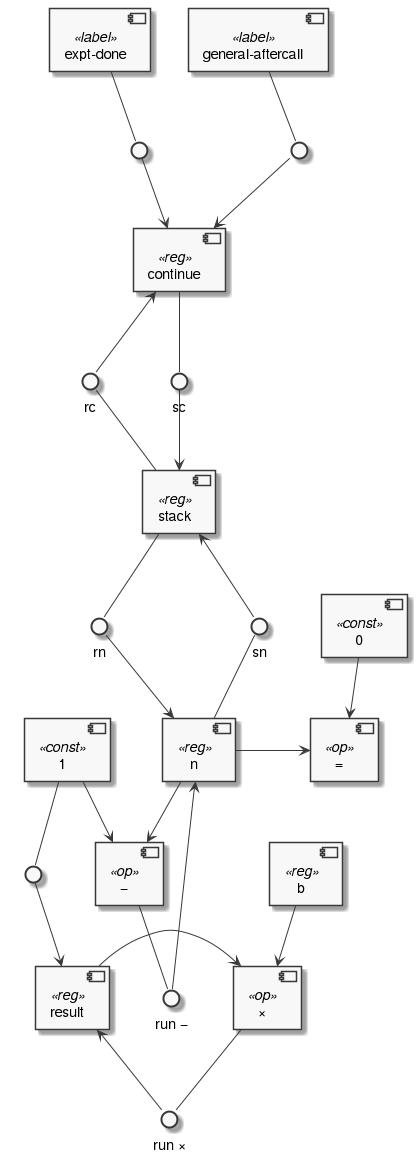 «label»
expt-done
«label»
general-aftercall
«reg»
continue
rc
sc
«reg»
stack
rn
sn
«const»
0
«const»
1
«reg»
n
«op»
=
«op»
−
«reg»
b
«reg»
result
«op»
×
run −
run ×